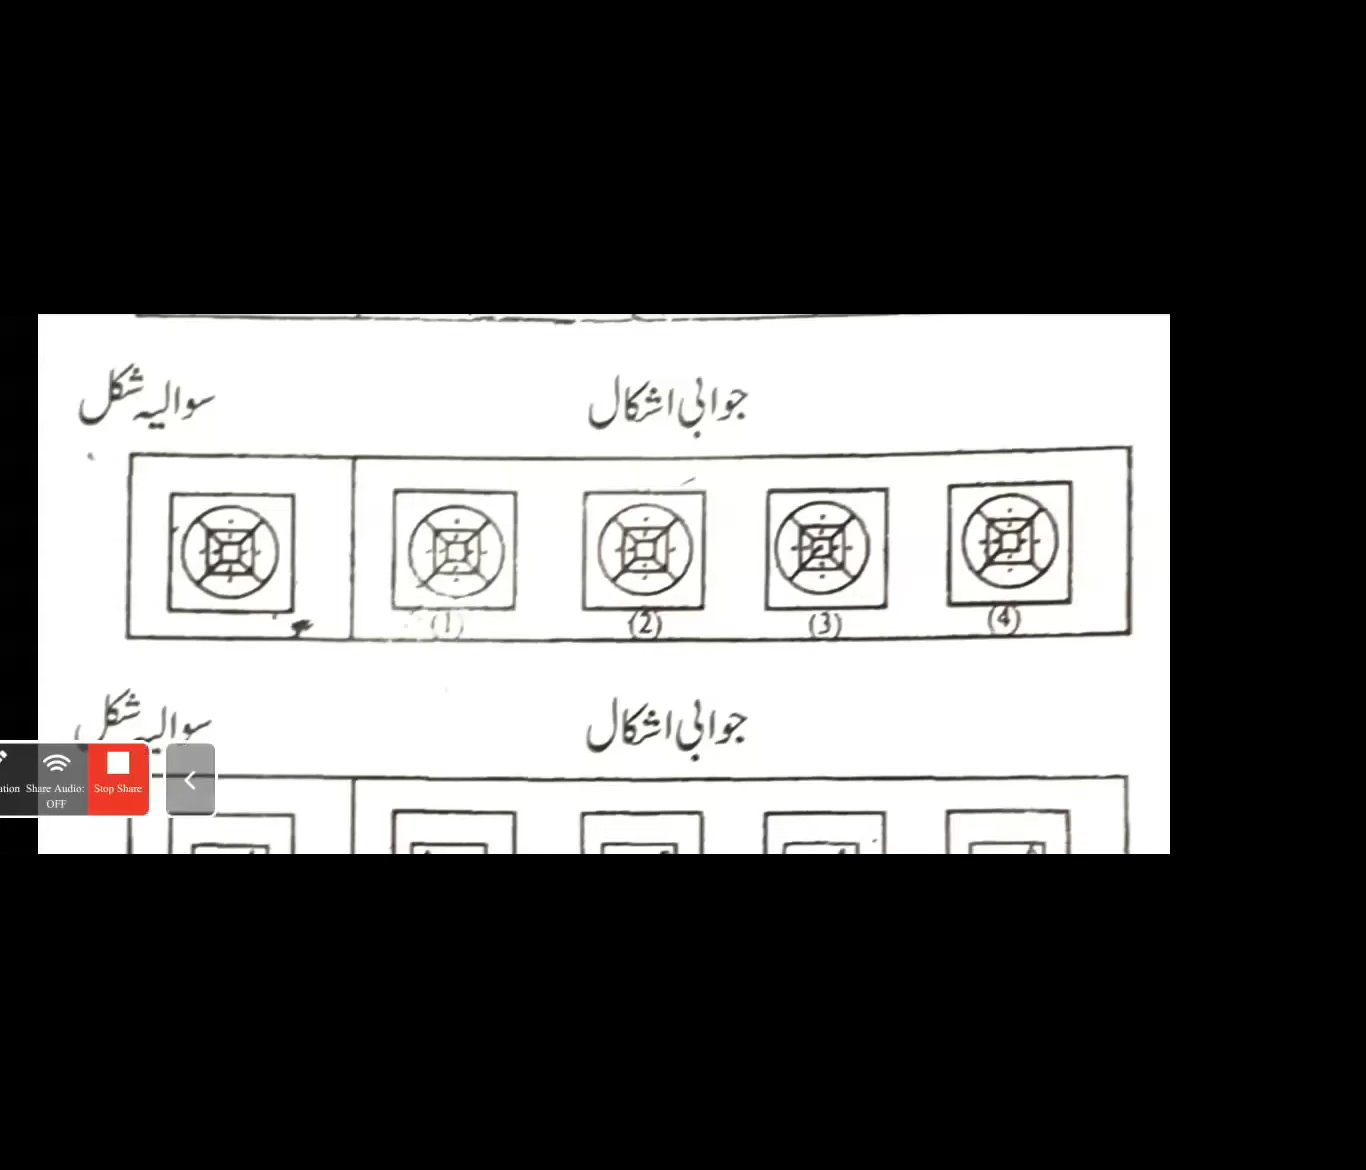 سوالیہ شکل
جوابی اشکال
(1)
(2)
(3)
(4)
سوالیہ شکل
جوابی اشکال
Share Audio:
OFF
Stop Share